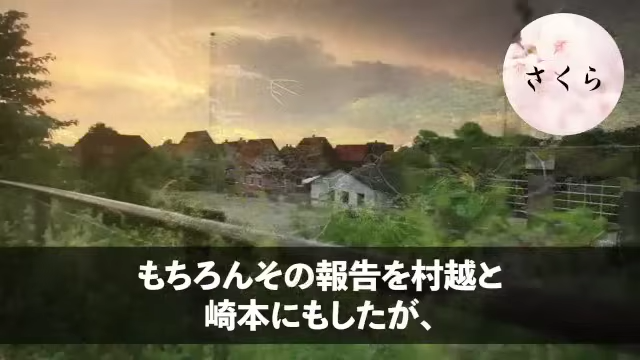 さくら
もちろんその報告を村越と
崎本にもしたが、